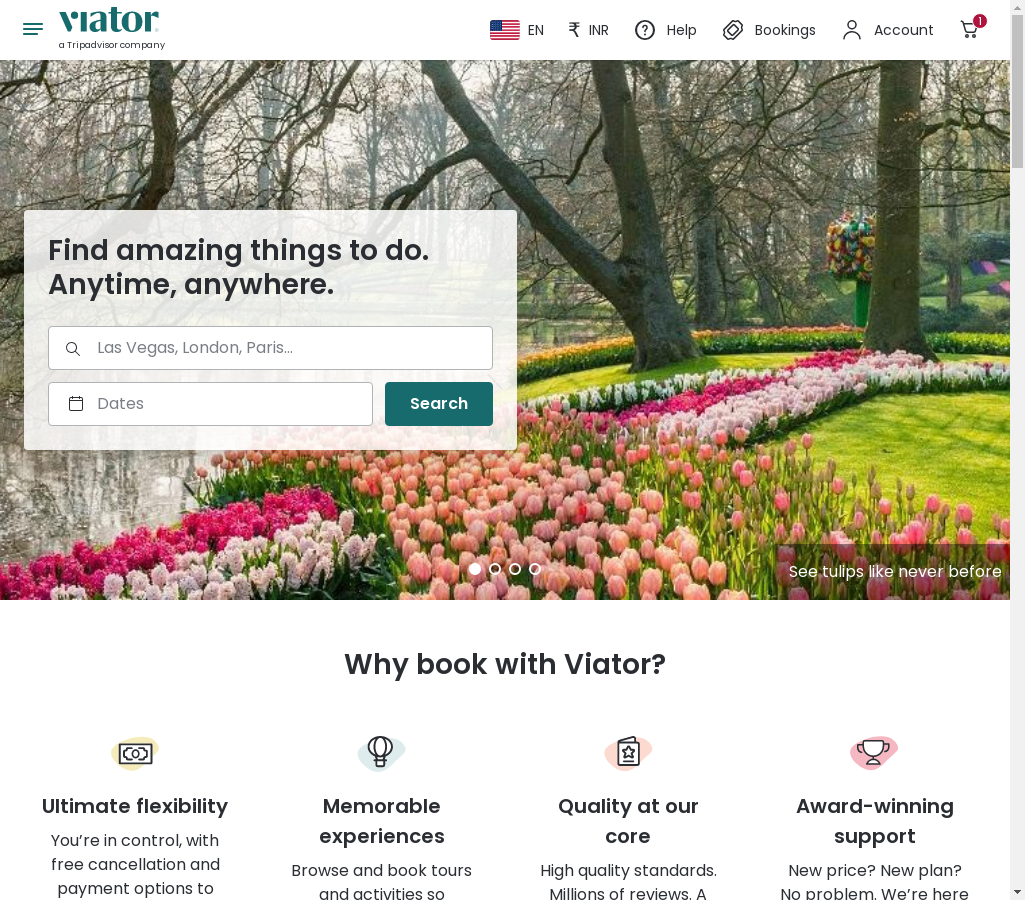 viator
a Tripadvisor company
EN
₹ INR
Help
Bookings
Account
1
Find amazing things to do.
Anytime, anywhere.
Las Vegas, London, Paris...
Dates
Search
See tulips like never before
Why book with Viator?
Ultimate flexibility
You’re in control, with
free cancellation and
payment options to
Memorable
experiences
Browse and book tours
and activities so
Quality at our
core
High quality standards.
Millions of reviews. A
Award-winning
support
New price? New plan?
No problem. We’re here